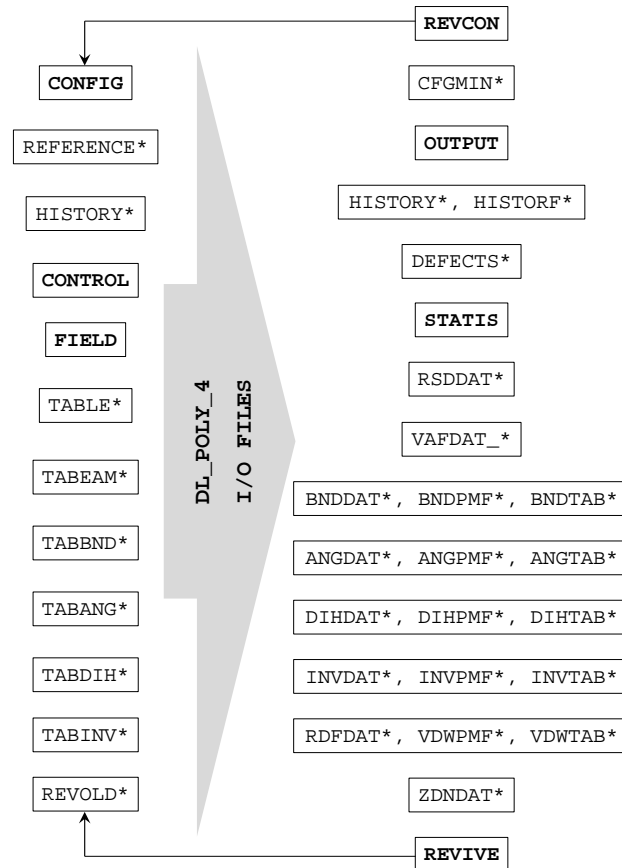 REVCON
CONFIG
CFGMIN*
REFERENCE*
OUTPUT
HISTORY*
HISTORY*, HISTORF*
CONTROL
DEFECTS*
FIELD
STATIS
TABLE*
RSDDAT*
DL_POLY_4
I/O FILES
VAFDAT_*
TABEAM*
BNDDAT*, BNDPMF*, BNDTAB*
TABBND*
ANGDAT*, ANGPMF*, ANGTAB*
TABANG*
DIHDAT*, DIHPMF*, DIHTAB*
TABDIH*
INVDAT*, INVPMF*, INVTAB*
TABINV*
RDFDAT*, VDWPMF*, VDWTAB*
REVOLD*
ZDNDAT*
REVIVE